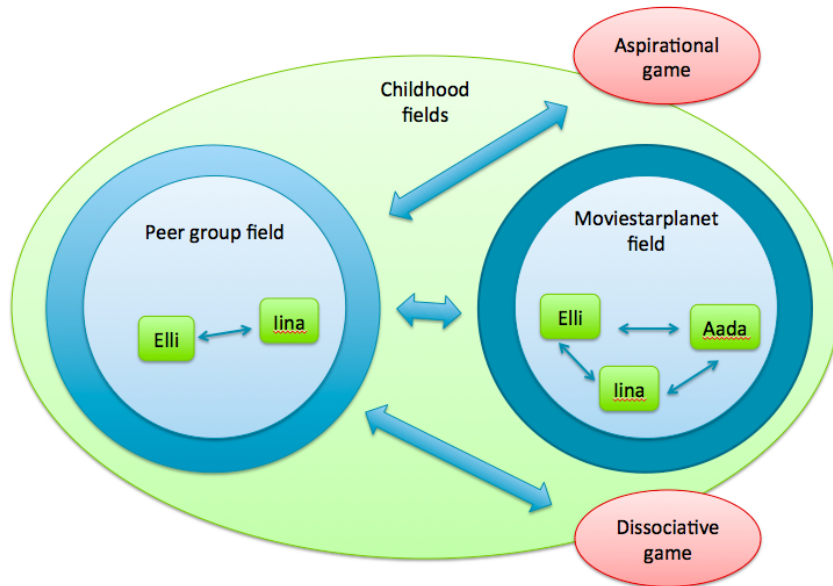 Aspirational
game
Childhood
fields
Peer group field
Elli
Iina
Moviestarplanet
field
Elli
Aada
Iina
Dissociative
game